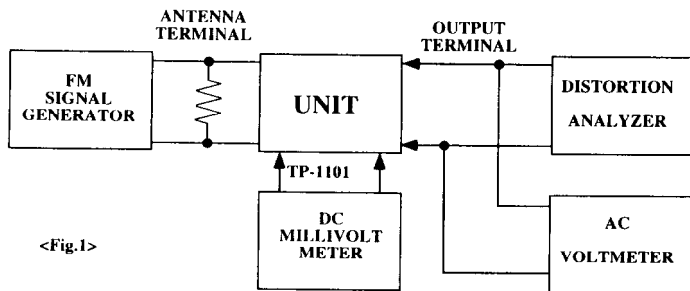 ANTENNA
TERMINAL
OUTPUT
TERMINAL
FM
SIGNAL
GENERATOR
UNIT
DISTORTION
ANALYZER
TP-1101
DC
MILLIVOLT
METER
AC
VOLTMETER
<Fig.1>